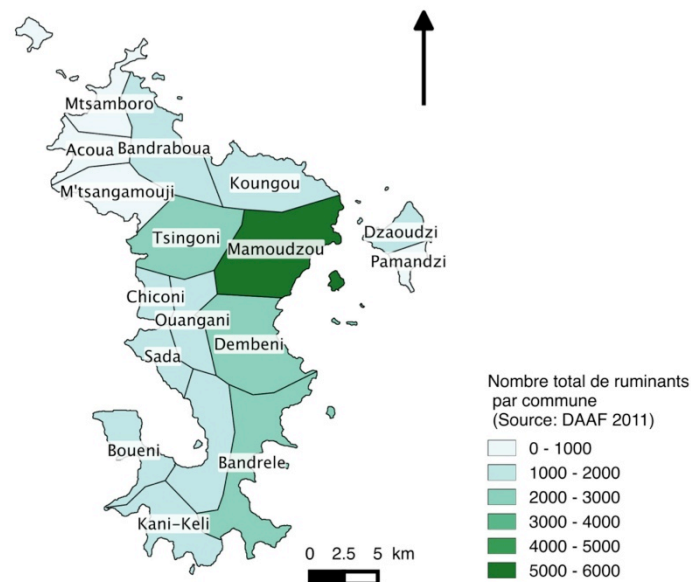 Mtsamboro
Acoua Bandraboua
M'tsangamouji
Koungou
Tsingoni
Mamoudzou
Dzaoudzi
Pamandzi
Chiconi
Ouangani
Dembeni
Sada
Boueni
Bandrele
Kani-Keli
0 2.5 5 km
Nombre total de ruminants
par commune
(Source: DAAF 2011)
0 - 1000
1000 - 2000
2000 - 3000
3000 - 4000
4000 - 5000
5000 - 6000